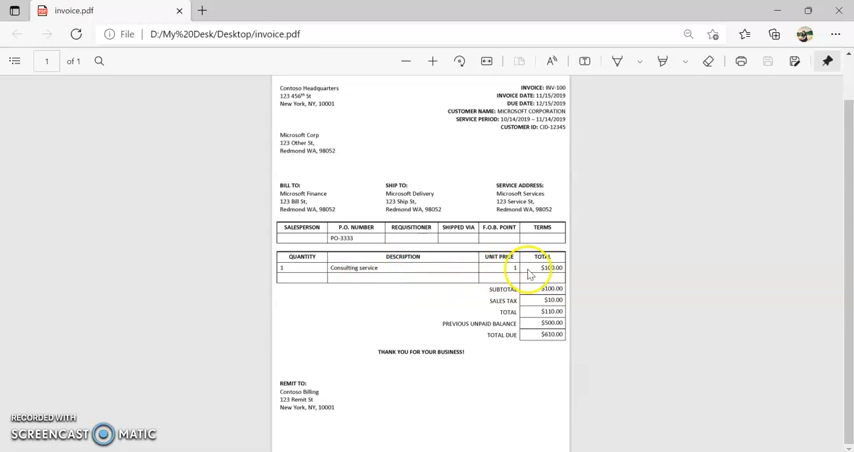 invoice.pdf
File D:/My%20Desk/Desktop/invoice.pdf
1 of 1
Contoso Headquarters
123 456th St
New York, NY, 10001
INVOICE: INV-100
INVOICE DATE: 11/15/2019
DUE DATE: 12/15/2019
CUSTOMER NAME: MICROSOFT CORPORATION
SERVICE PERIOD: 10/14/2019 – 11/14/2019
CUSTOMER ID: CID-12345
Microsoft Corp
123 Other St,
Redmond WA, 98052
BILL TO:
Microsoft Finance
123 Bill St,
Redmond WA, 98052
SHIP TO:
Microsoft Delivery
123 Ship St,
Redmond WA, 98052
SERVICE ADDRESS:
Microsoft Services
123 Service St,
Redmond WA, 98052
SALESPERSON P.O. NUMBER REQUISITIONER SHIPPED VIA F.O.B. POINT TERMS
PO-3333
QUANTITY DESCRIPTION UNIT PRICE TOTAL
1 Consulting service 1 $100.00
SUBTOTAL $100.00
SALES TAX $10.00
TOTAL $110.00
PREVIOUS UNPAID BALANCE $500.00
TOTAL DUE $610.00
THANK YOU FOR YOUR BUSINESS!
REMIT TO:
Contoso Billing
123 Remit St
New York, NY, 10001
RECORDED WITH
SCREENCAST MATIC